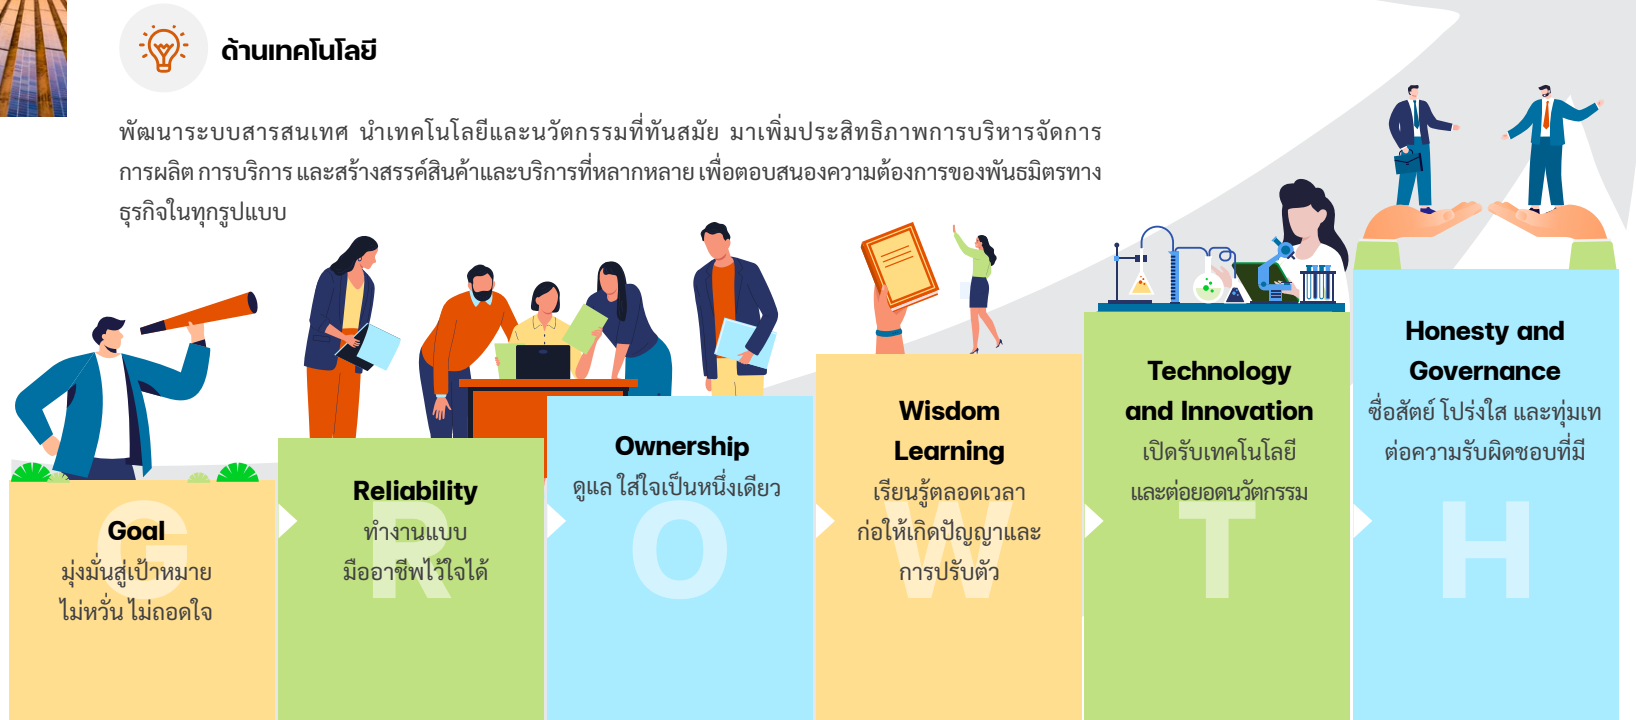 ด้านเทคโนโลยี
พัฒนาระบบสารสนเทศ นำเทคโนโลยีและนวัตกรรมที่ทันสมัย มาเพิ่มประสิทธิภาพการบริหารจัดการ
การผลิต การบริการ และสร้างสรรค์สินค้าและบริการที่หลากหลาย เพื่อตอบสนองความต้องการของพันธมิตรทาง
ธุรกิจในทุกรูปแบบ
Goal
มุ่งมั่นสู่เป้าหมาย
ไม่หวั่น ไม่ถอดใจ
G
Reliability
ทำงานแบบ
มืออาชีพไว้ใจได้
R
Ownership
ดูแล ใส่ใจเป็นหนึ่งเดียว
O
Wisdom
Learning
เรียนรู้ตลอดเวลา
ก่อให้เกิดปัญญาและ
การปรับตัว
W
Technology
and Innovation
เปิดรับเทคโนโลยี
และต่อยอดนวัตกรรม
T
Honesty and
Governance
ซื่อสัตย์ โปร่งใส และทุ่มเท
ต่อความรับผิดชอบที่มี
H